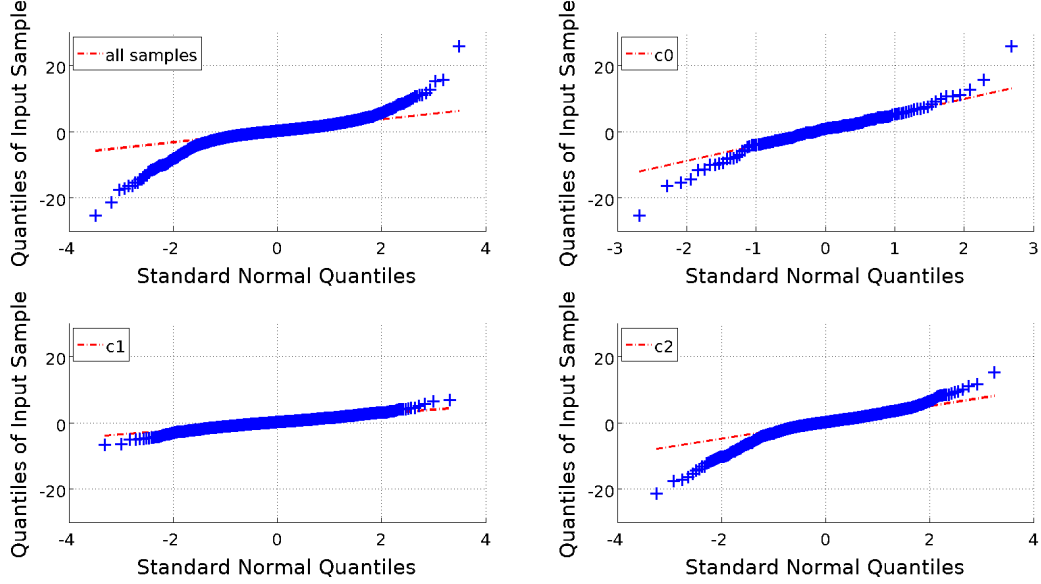 Quantiles of Input Sample
all samples
20
0
-20
-4
-2
0
2
4
Standard Normal Quantiles
Quantiles of Input Sample
c0
20
0
-20
-3
-2
-1
0
1
2
3
Standard Normal Quantiles
Quantiles of Input Sample
c1
20
0
-20
-4
-2
0
2
4
Standard Normal Quantiles
Quantiles of Input Sample
c2
20
0
-20
-4
-2
0
2
4
Standard Normal Quantiles